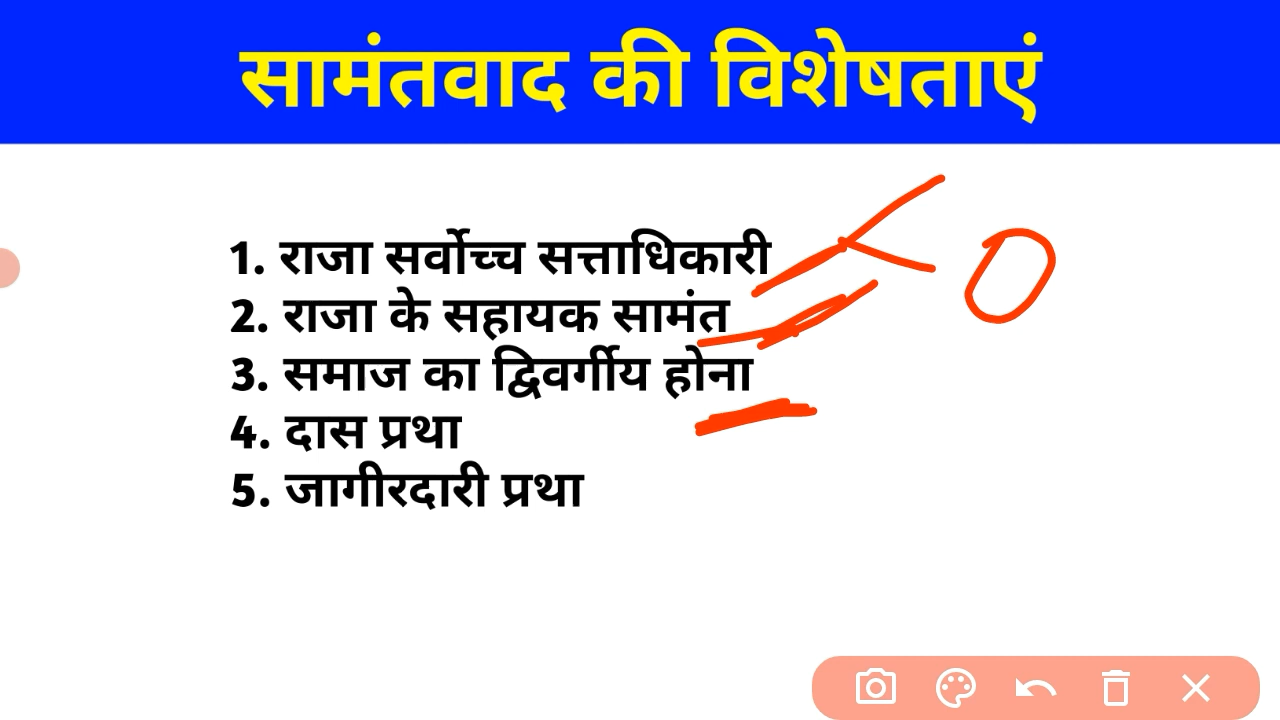 सामंतवाद की विशेषताएं
1. राजा सर्वोच्च सत्ताधिकारी
2. राजा के सहायक सामंत
3. समाज का द्विवर्गीय होना
4. दास प्रथा
5. जागीरदारी प्रथा